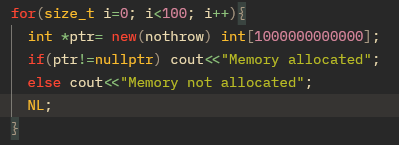 for(size_t i=0; i<100; i++){
int *ptr= new(nothrow) int[1000000000000];
if(ptr!=nullptr) cout<<"Memory allocated";
else cout<<"Memory not allocated";
NL;
}